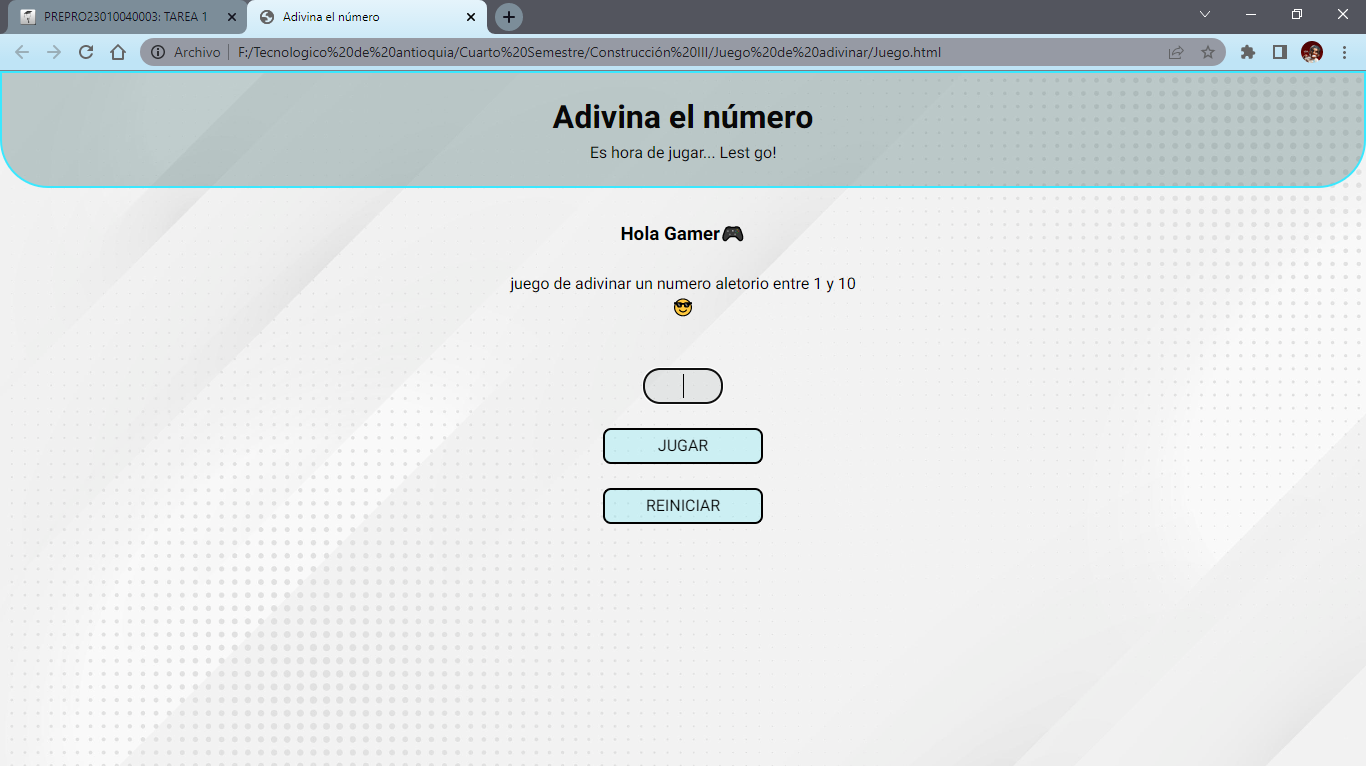 PREPRO23010040003: TAREA 1
Adivina el número
Archivo
F:/Tecnologico%20de%20antioquia/Cuarto%20Semestre/Construcción%20III/Juego%20de%20adivinar/Juego.html
Adivina el número
Es hora de jugar... Lest go!
Hola Gamer🎮
juego de adivinar un numero aletorio entre 1 y 10
😎
JUGAR
REINICIAR